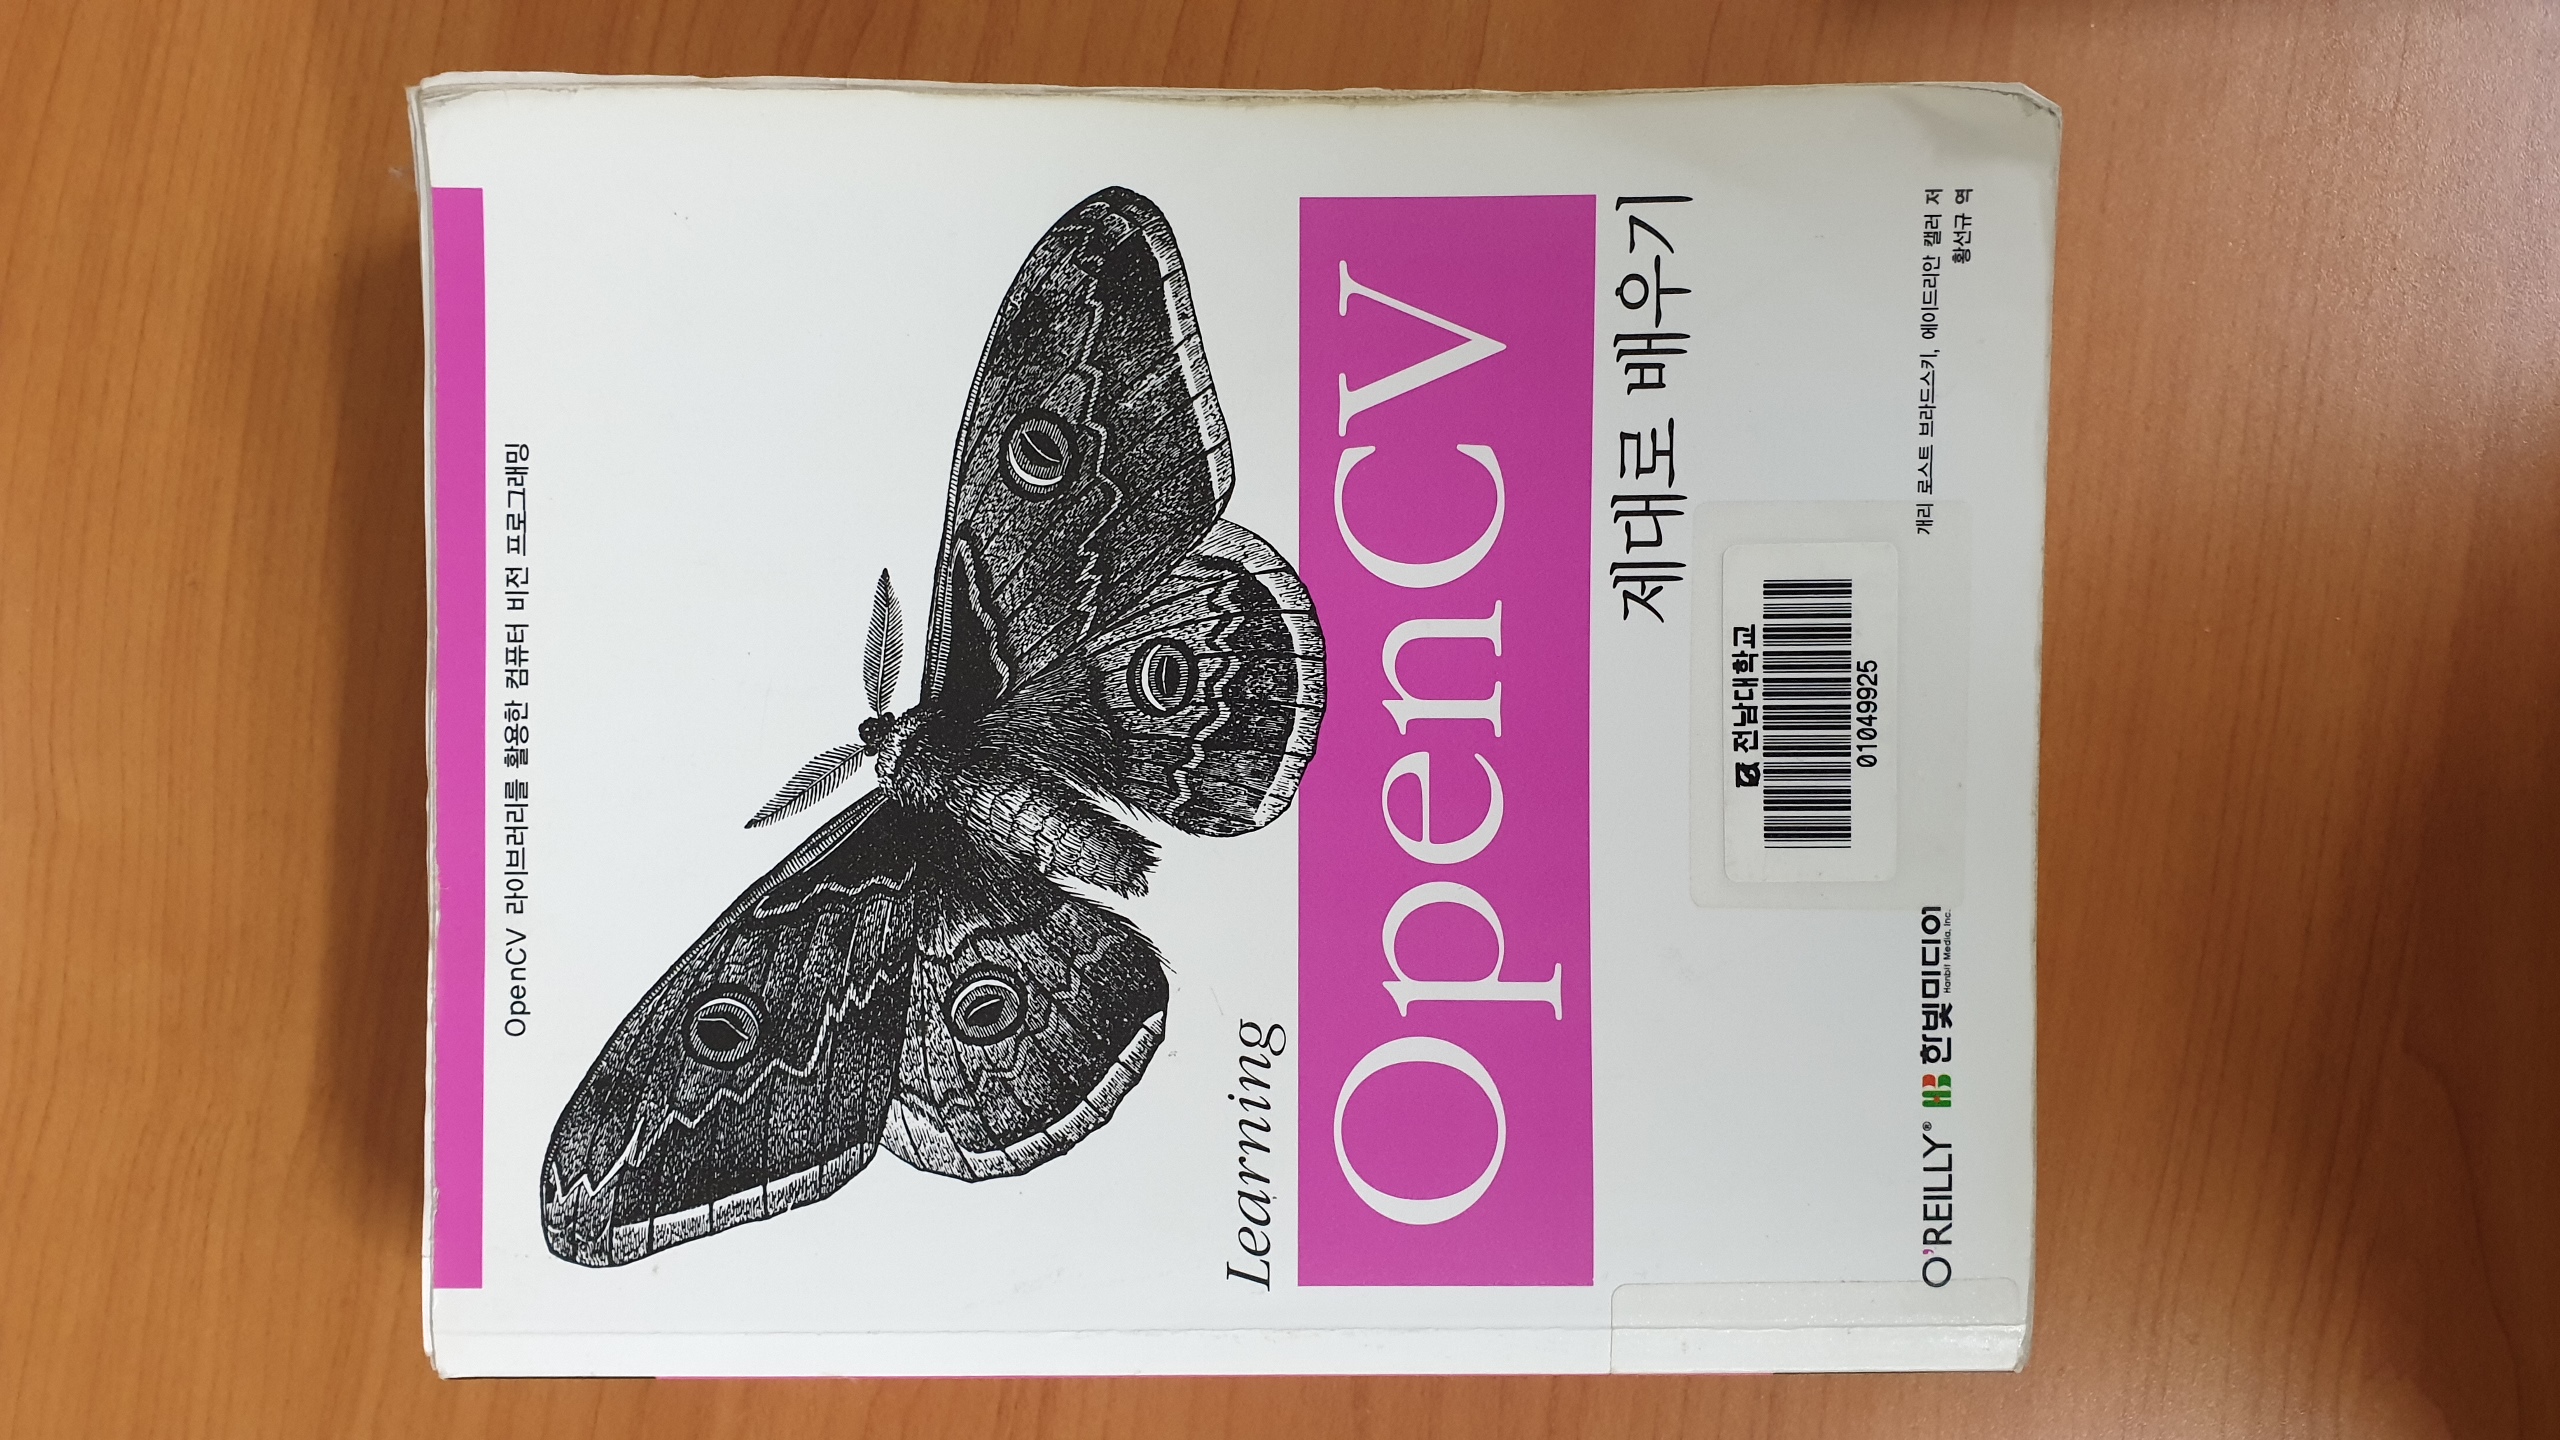 OpenCV 라이브러리를 활용한 컴퓨터 비전 프로그래밍
Learning
OpenCV
제대로 배우기
전남대학교
01049925
O'REILLY® HB 한빛미디어
Hanbit Media, Inc.
개리 로스트 브라드스키, 에이드리안 캘러 저
황선규 역